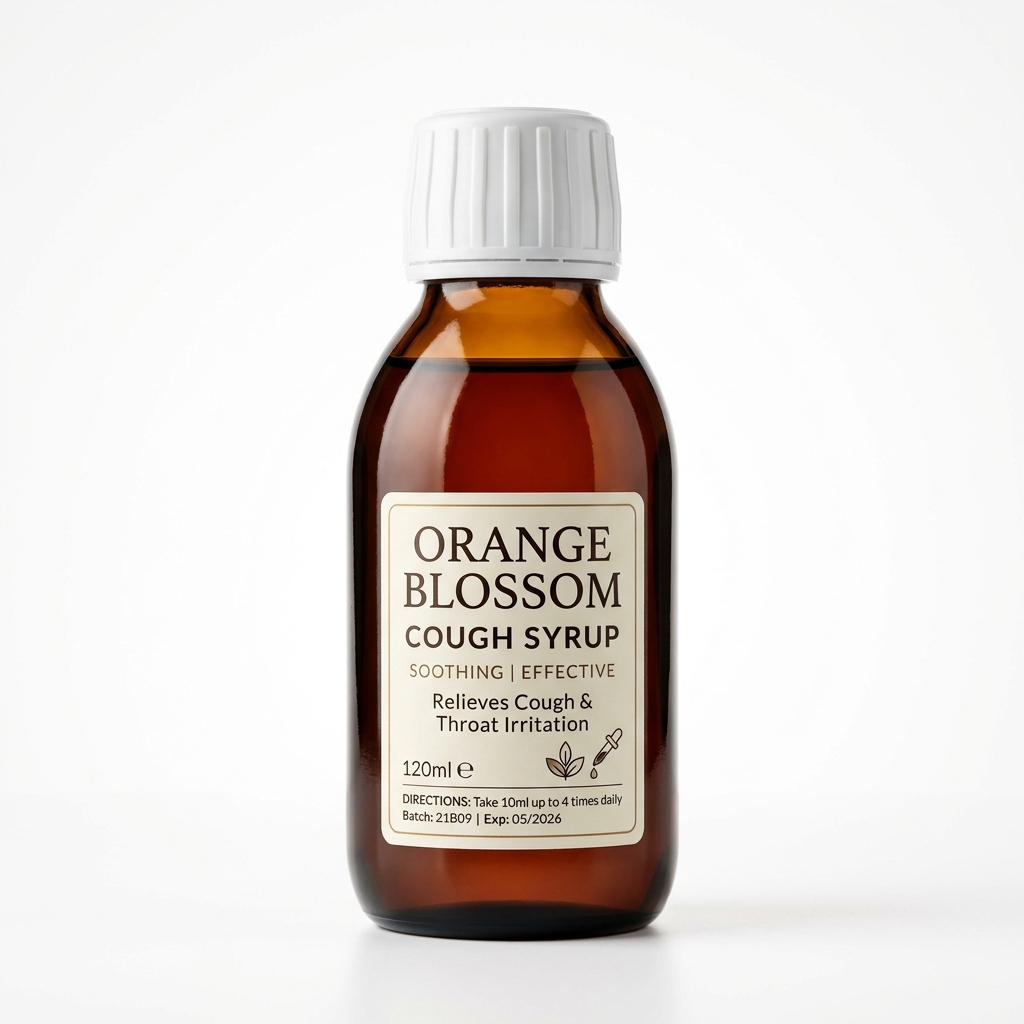 ORANGE
BLOSSOM
COUGH SYRUP
SOOTHING | EFFECTIVE
Relieves Cough &
Throat Irritation
120ml ℮
DIRECTIONS: Take 10ml up to 4 times daily
Batch: 21B09 | Exp: 05/2026